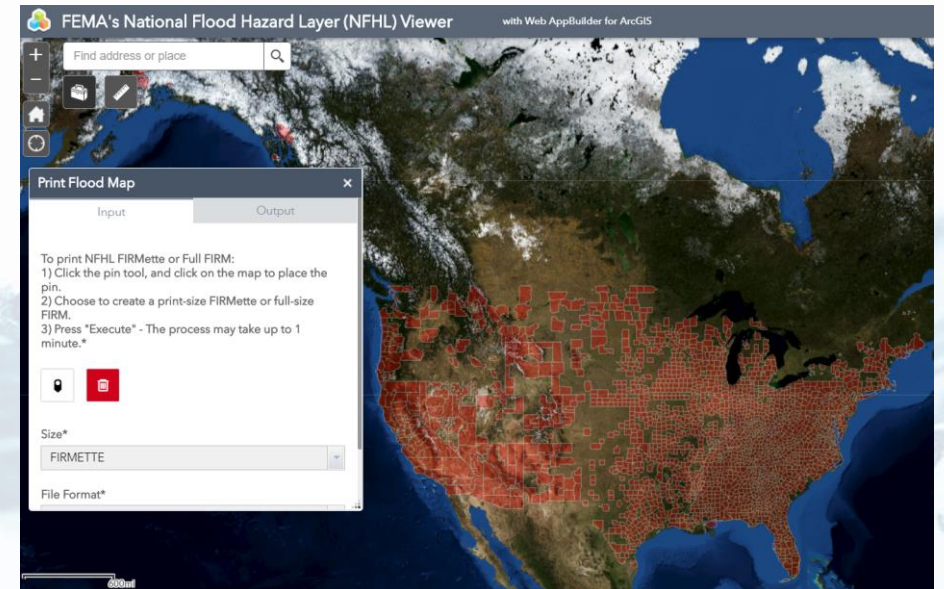 FEMA's National Flood Hazard Layer (NFHL) Viewer with Web AppBuilder for ArcGIS
+
Find address or place
−
Print Flood Map ×
Input Output
To print NFHL FIRMette or Full FIRM:
1) Click the pin tool, and click on the map to place the
pin.
2) Choose to create a print-size FIRMette or full-size
FIRM.
3) Press "Execute" - The process may take up to 1
minute.*
Size*
FIRMETTE
File Format*
600mi